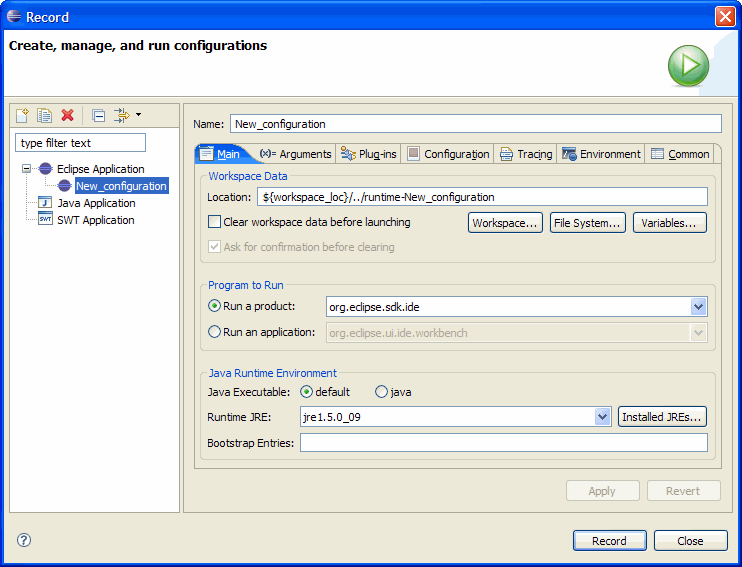 Record
Create, manage, and run configurations
type filter text
Eclipse Application
New_configuration
Java Application
SWT Application
Name: New_configuration
Main (x)= Arguments Plug-ins Configuration Tracing Environment Common
Workspace Data
Location: ${workspace_loc}/../runtime-New_configuration
Clear workspace data before launching Workspace... File System... Variables...
Ask for confirmation before clearing
Program to Run
Run a product: org.eclipse.sdk.ide
Run an application: org.eclipse.ui.ide.workbench
Java Runtime Environment
Java Executable: default java
Runtime JRE: jre1.5.0_09 Installed JREs...
Bootstrap Entries:
Apply Revert
Record Close